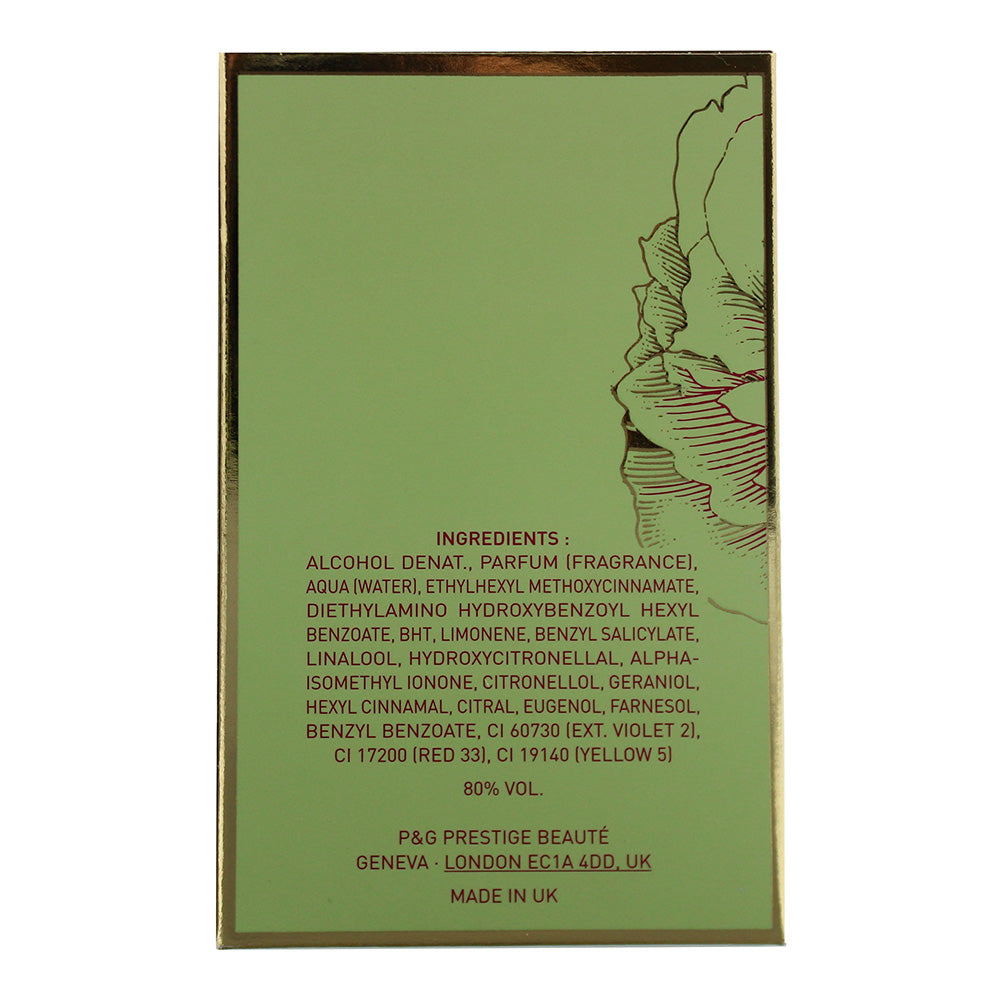 INGREDIENTS :
ALCOHOL DENAT., PARFUM (FRAGRANCE),
AQUA (WATER), ETHYLHEXYL METHOXYCINNAMATE,
DIETHYLAMINO HYDROXYBENZOYL HEXYL
BENZOATE, BHT, LIMONENE, BENZYL SALICYLATE,
LINALOOL, HYDROXYCITRONELLAL, ALPHA-
ISOMETHYL IONONE, CITRONELLOL, GERANIOL,
HEXYL CINNAMAL, CITRAL, EUGENOL, FARNESOL,
BENZYL BENZOATE, CI 60730 (EXT. VIOLET 2),
CI 17200 (RED 33), CI 19140 (YELLOW 5)
80% VOL.
P&G PRESTIGE BEAUTÉ
GENEVA · LONDON EC1A 4DD, UK
MADE IN UK